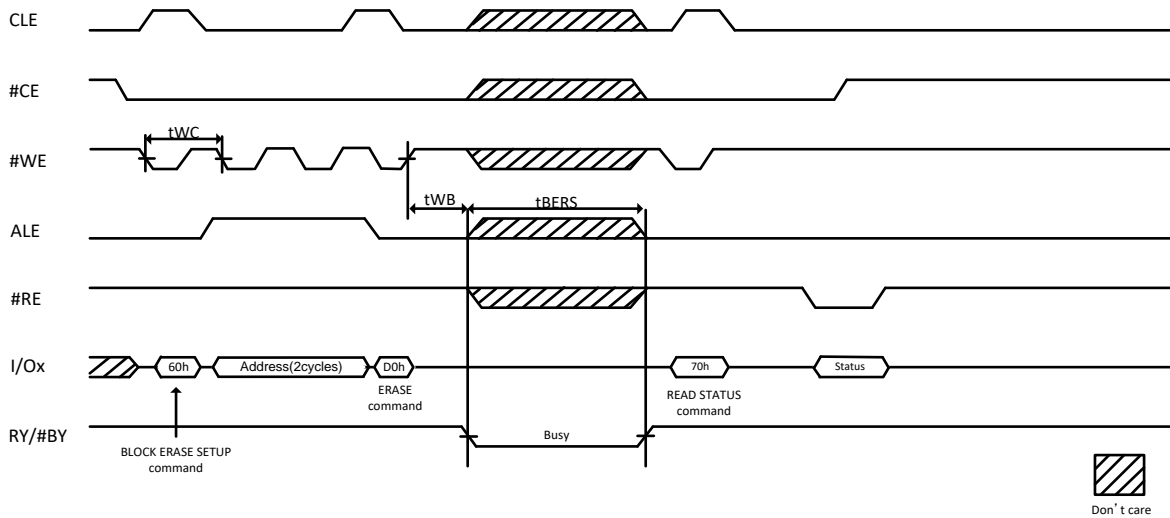 CLE
#CE
tWC
#WE
tWB
tBERS
ALE
#RE
I/Ox
60h
Address(2cycles)
D0h
70h
Status
ERASE
command
READ STATUS
command
RY/#BY
Busy
BLOCK ERASE SETUP
command
Don’t care